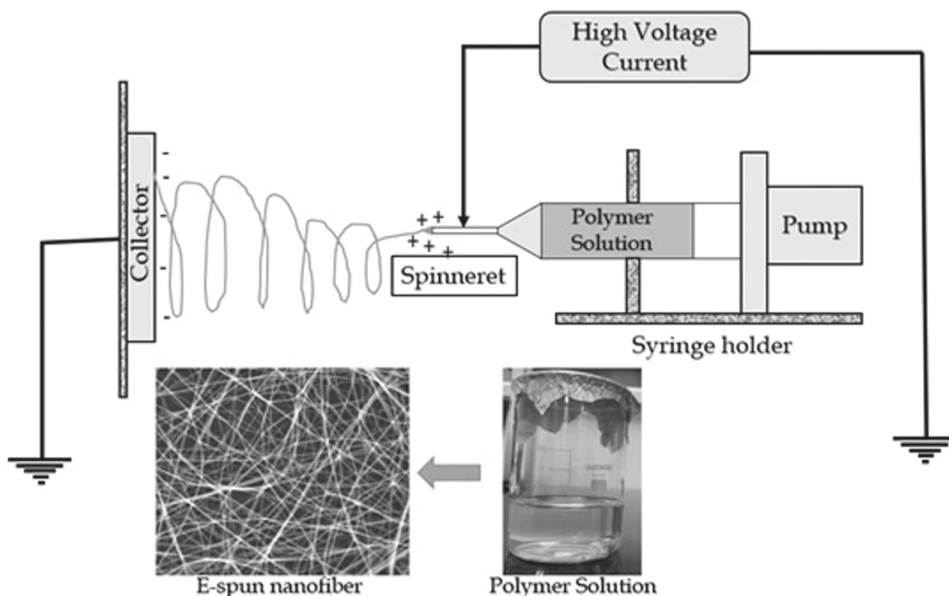 High Voltage
Current
Collector
Polymer
Solution
Pump
Spinneret
Syringe holder
E-spun nanofiber
Polymer Solution